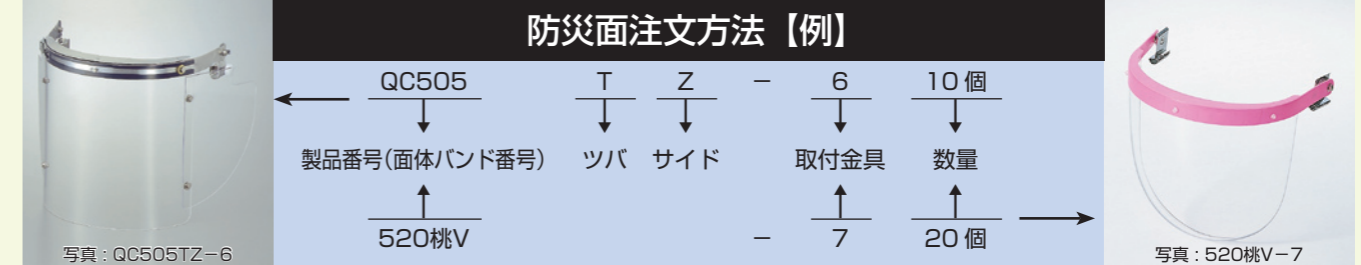 防災面注文方法【例】
QC505 T Z － 6 10個
製品番号(面体バンド番号) ツバ サイド 取付金具 数量
520桃V － 7 20個
写真：QC505TZ－6
写真：520桃V－7